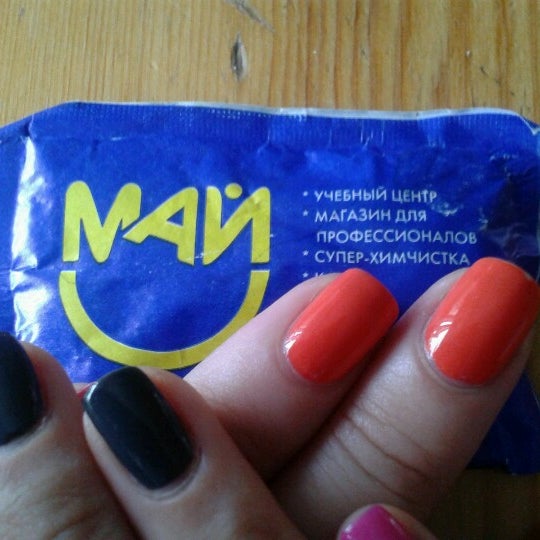 МАЙ
* УЧЕБНЫЙ ЦЕНТР
* МАГАЗИН ДЛЯ
ПРОФЕССИОНАЛОВ
* СУПЕР-ХИМЧИСТКА